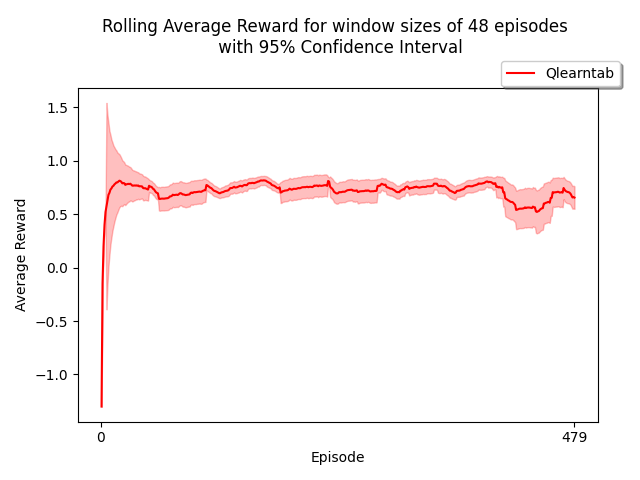 Rolling Average Reward for window sizes of 48 episodes
with 95% Confidence Interval
Qlearntab
1.5
1.0
0.5
0.0
−0.5
−1.0
Average Reward
0
479
Episode